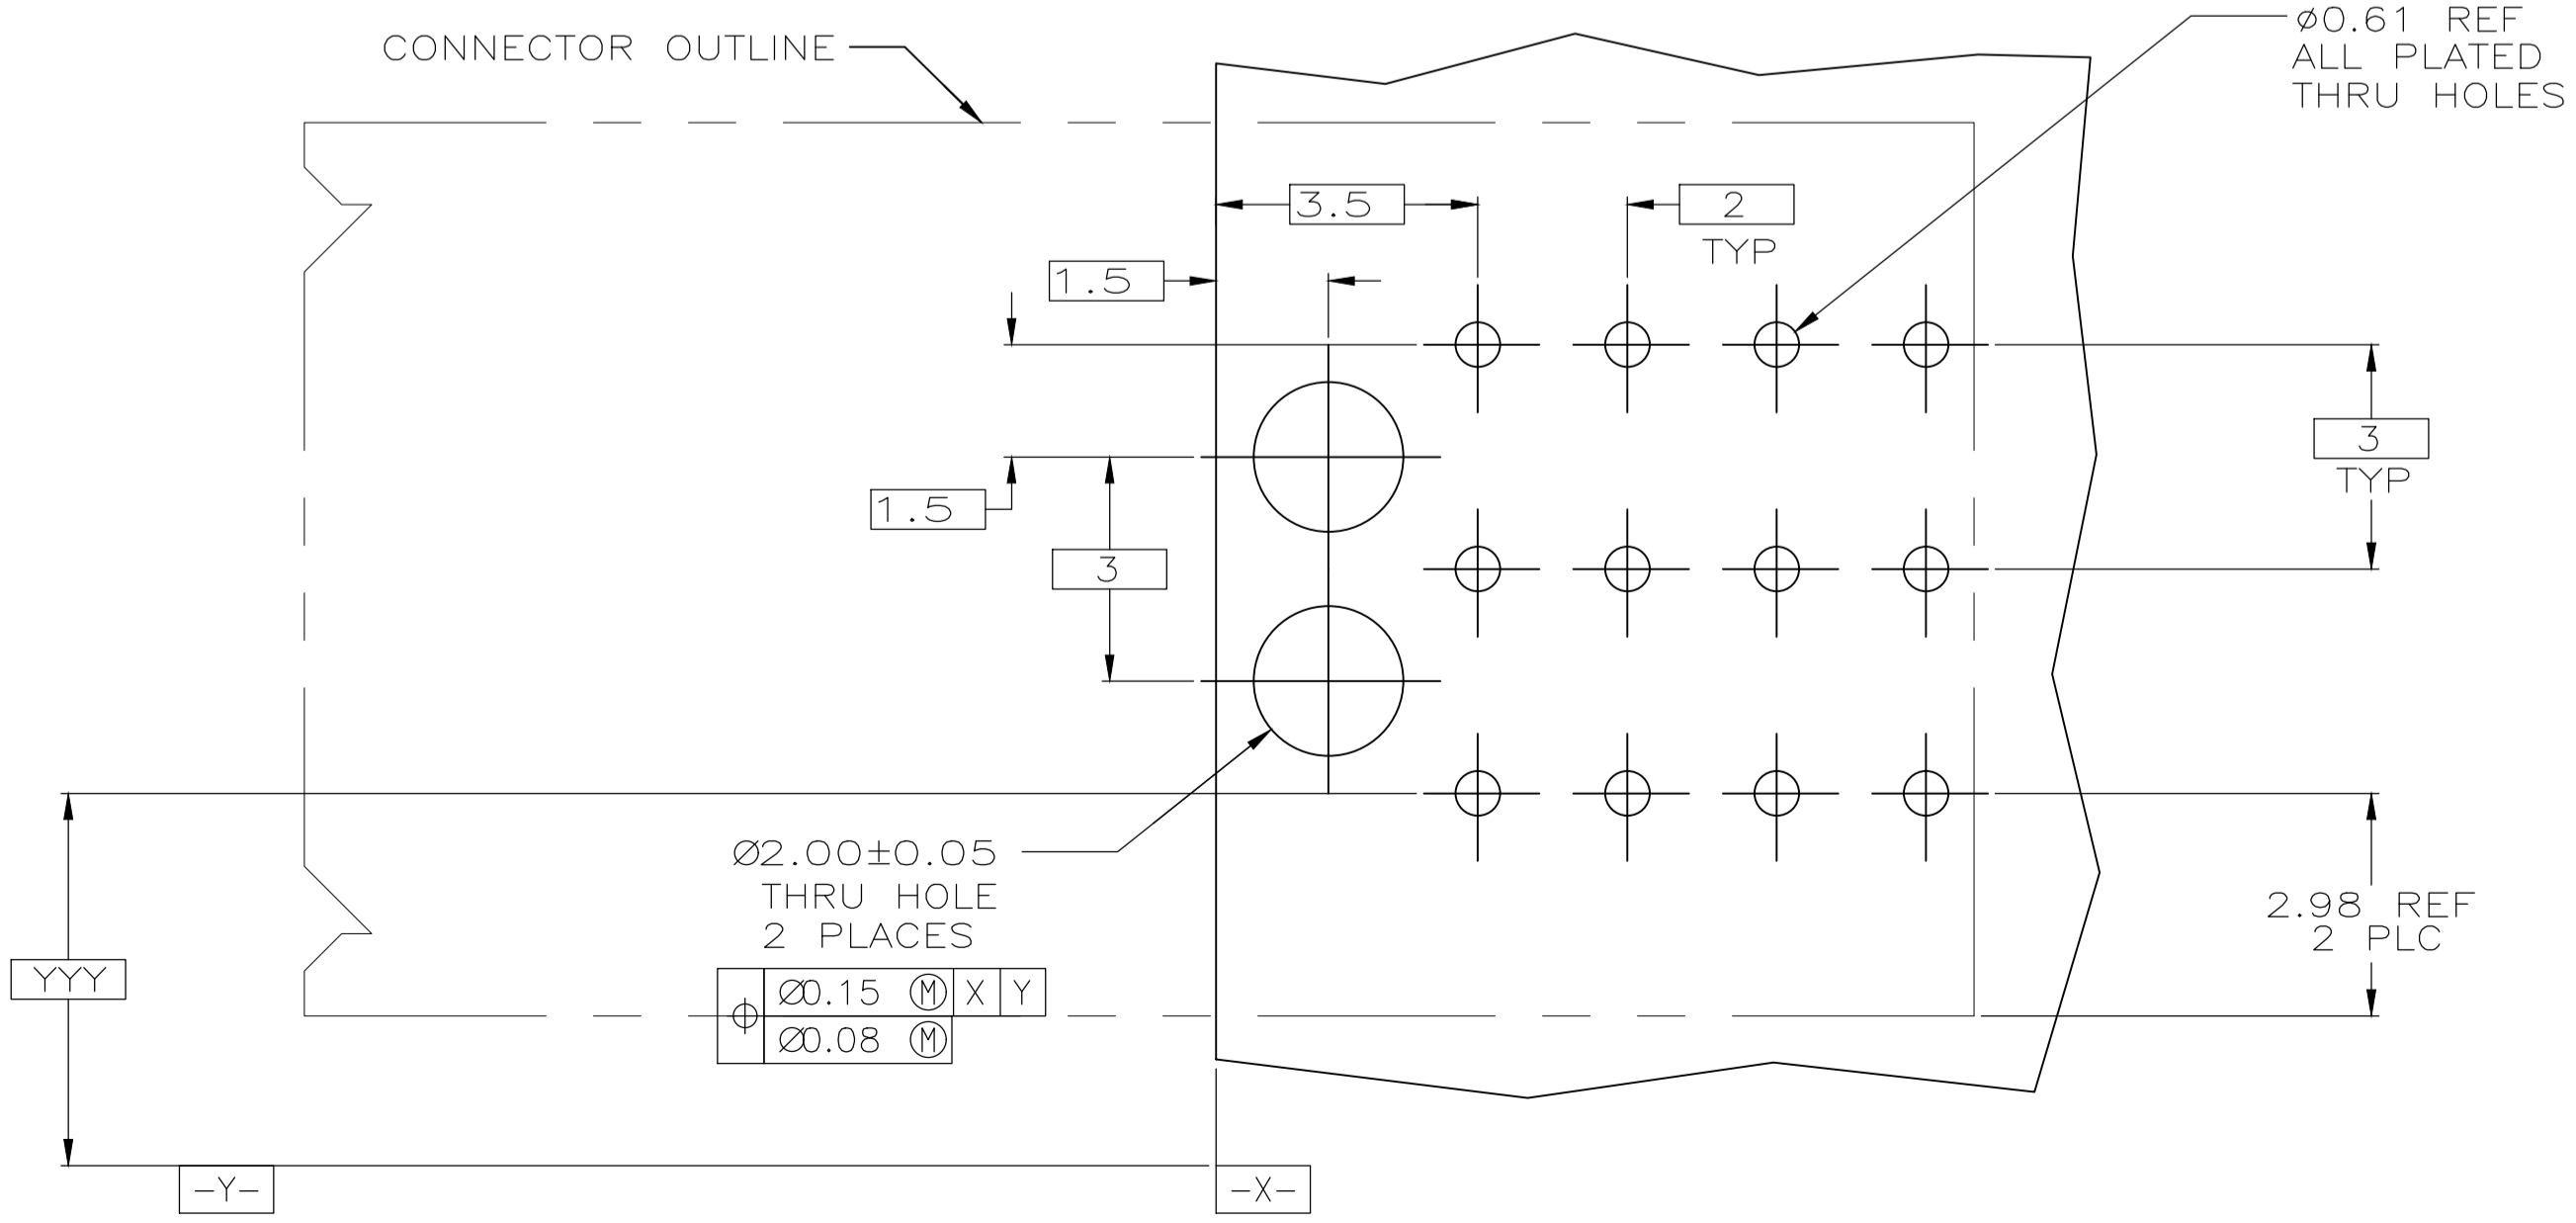 CONNECTOR OUTLINE
Ø0.61 REF
ALL PLATED
THRU HOLES
3.5
2
TYP
1.5
3
TYP
1.5
3
Ø2.00±0.05
THRU HOLE
2 PLACES
2.98 REF
2 PLC
YYY
⌖ Ø0.15 Ⓜ X Y
Ø0.08 Ⓜ
-Y-
-X-